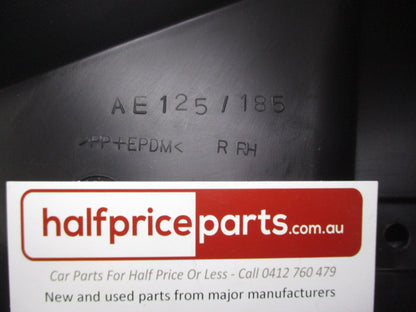 AE125/185
>PP+EPDM< R RH
halfpriceparts.com.au
Car Parts For Half Price Or Less - Call 0412 760 479
New and used parts from major manufacturers